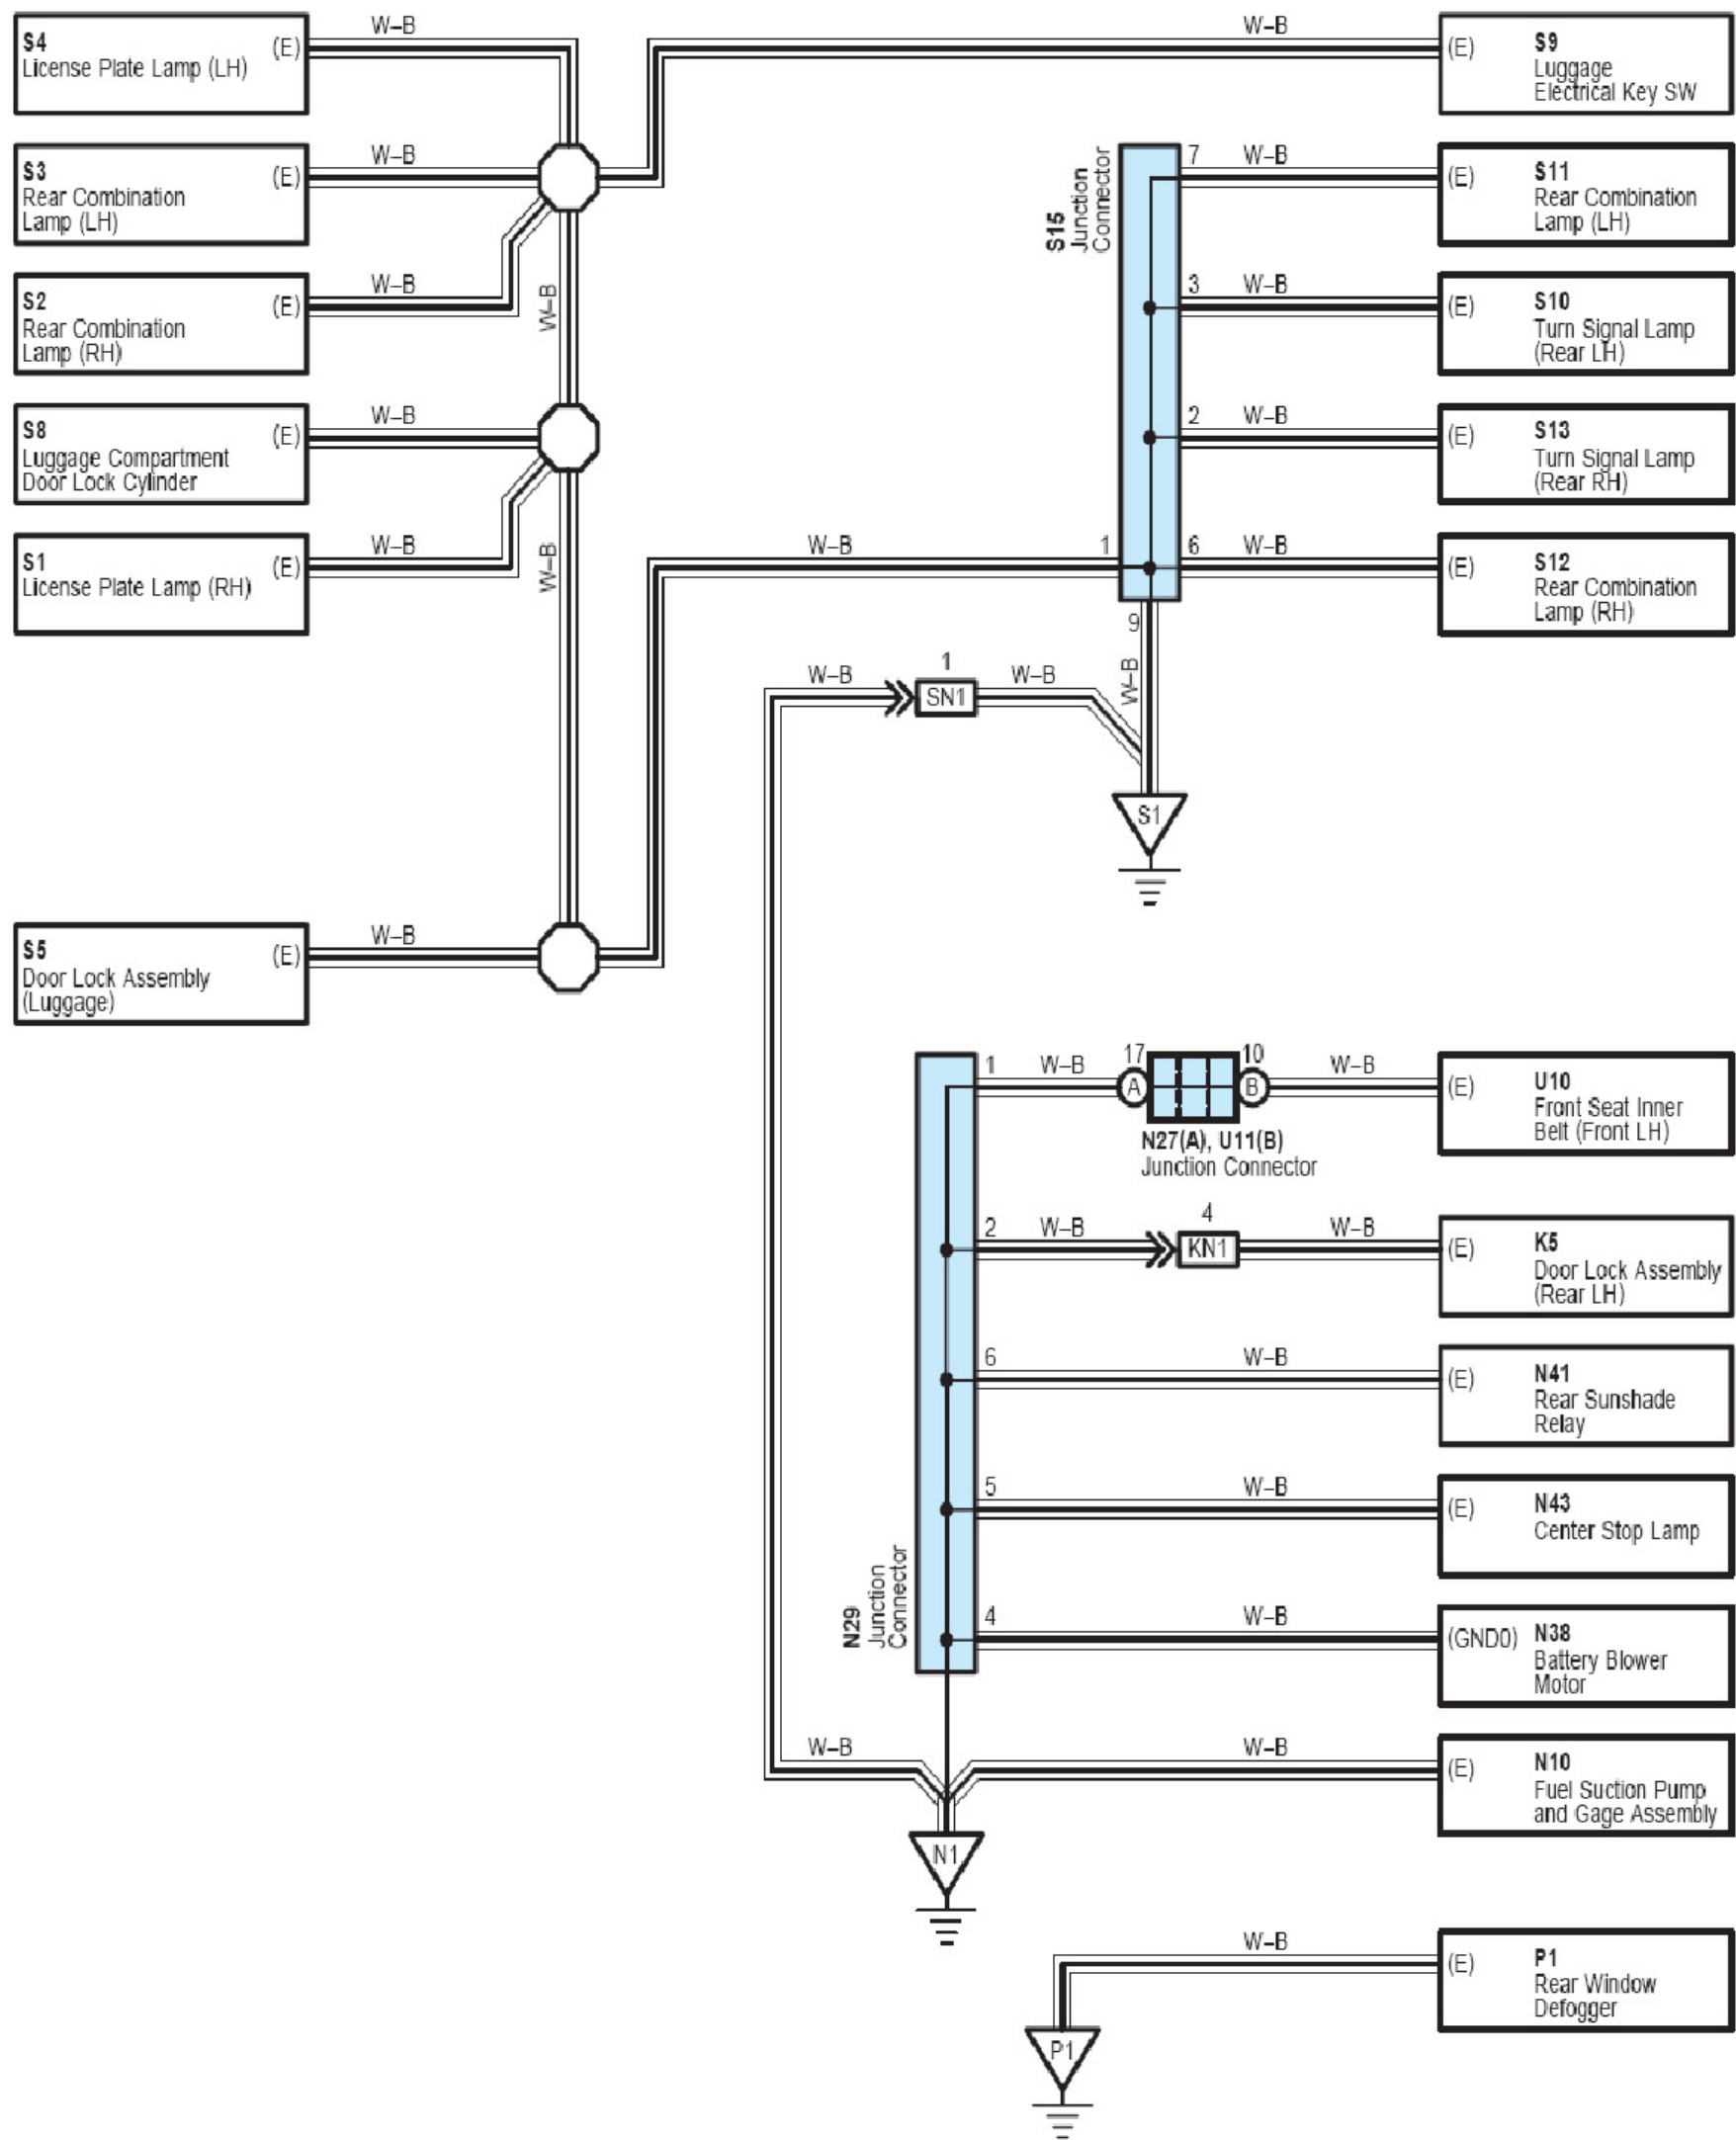 W–B
S4
(E)
License Plate Lamp (LH)
W–B
(E)
S9
Luggage
Electrical Key SW
W–B
S3
(E)
Rear Combination
Lamp (LH)
S15
Junction
Connector
7
W–B
(E)
S11
Rear Combination
Lamp (LH)
W–B
S2
(E)
Rear Combination
Lamp (RH)
W–B
3
W–B
(E)
S10
Turn Signal Lamp
(Rear LH)
W–B
S8
(E)
Luggage Compartment
Door Lock Cylinder
2
W–B
(E)
S13
Turn Signal Lamp
(Rear RH)
W–B
S1
(E)
License Plate Lamp (RH)
W–B
W–B
1
6
W–B
(E)
S12
Rear Combination
Lamp (RH)
9
W–B
W–B
1
SN1
W–B
S1
W–B
S5
(E)
Door Lock Assembly
(Luggage)
1
W–B
17
A
10
B
N27(A), U11(B)
Junction Connector
W–B
(E)
U10
Front Seat Inner
Belt (Front LH)
2
W–B
4
KN1
W–B
(E)
K5
Door Lock Assembly
(Rear LH)
6
W–B
(E)
N41
Rear Sunshade
Relay
5
W–B
(E)
N43
Center Stop Lamp
N29
Junction
Connector
4
W–B
(GND0)
N38
Battery Blower
Motor
W–B
W–B
(E)
N10
Fuel Suction Pump
and Gage Assembly
N1
W–B
(E)
P1
Rear Window
Defogger
P1